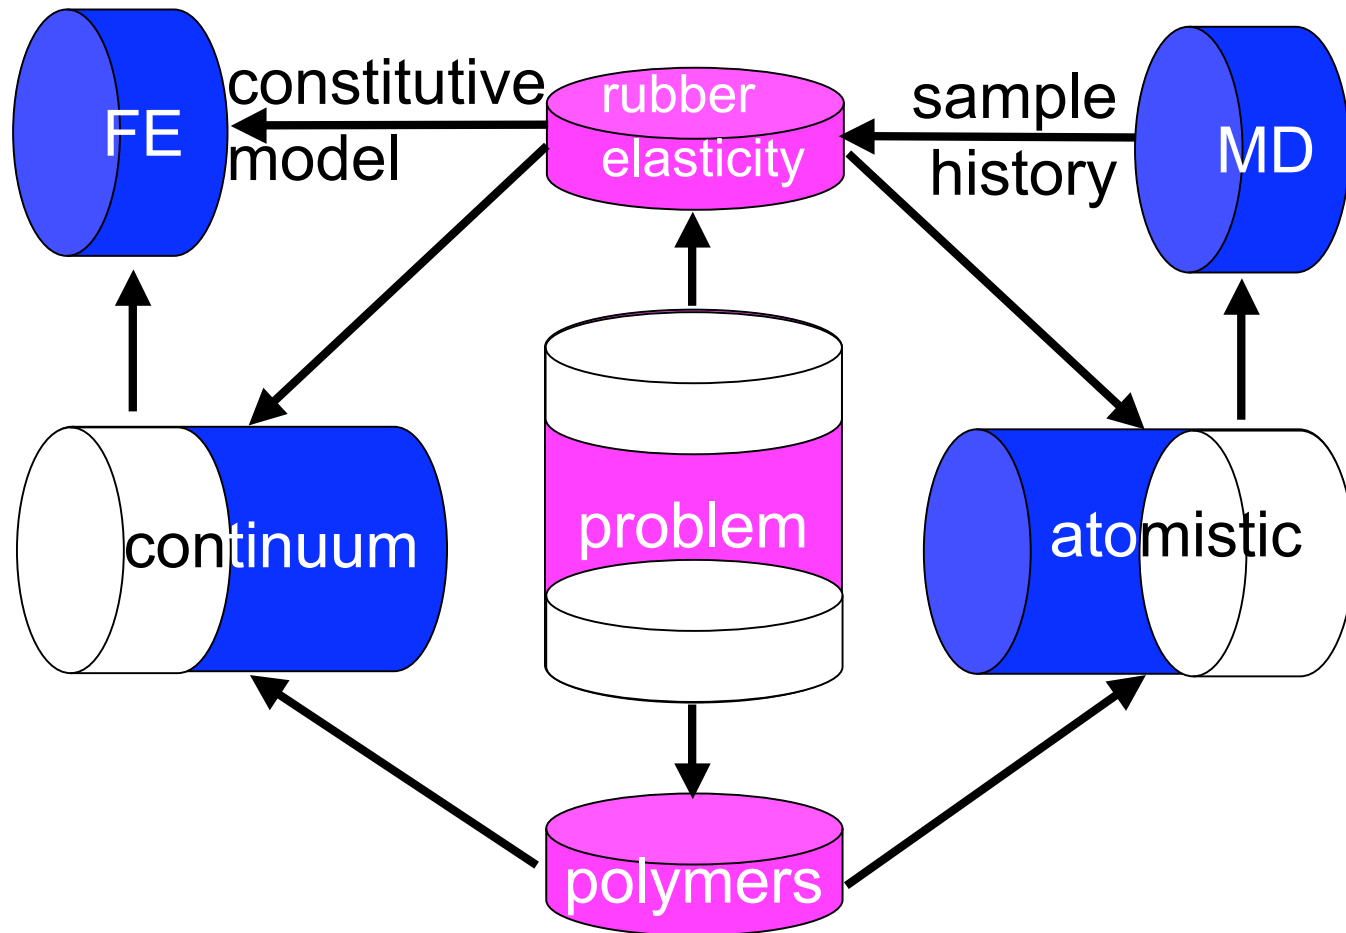 FE
constitutive
model
rubber
elasticity
sample
history
MD
continuum
problem
atomistic
polymers